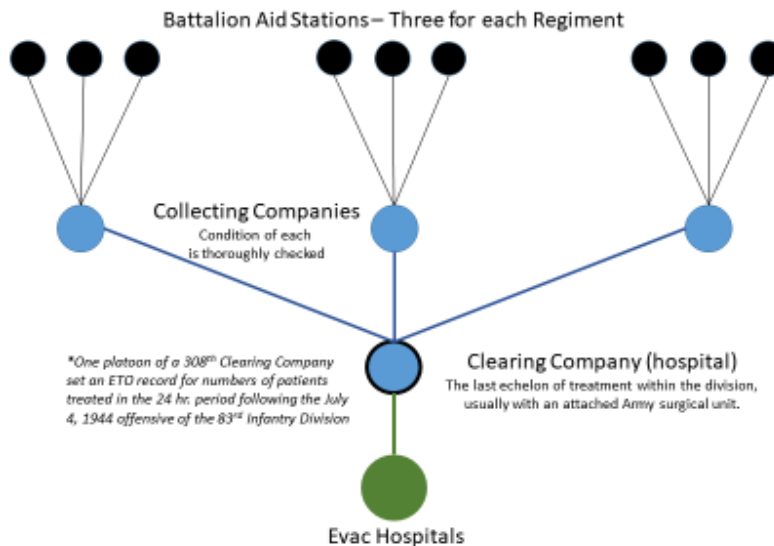 Battalion Aid Stations – Three for each Regiment
Collecting Companies
Condition of each
is thoroughly checked
*One platoon of a 308th Clearing Company
set an ETO record for numbers of patients
treated in the 24 hr. period following the July
4, 1944 offensive of the 83rd Infantry Division
Clearing Company (hospital)
The last echelon of treatment within the division,
usually with an attached Army surgical unit.
Evac Hospitals